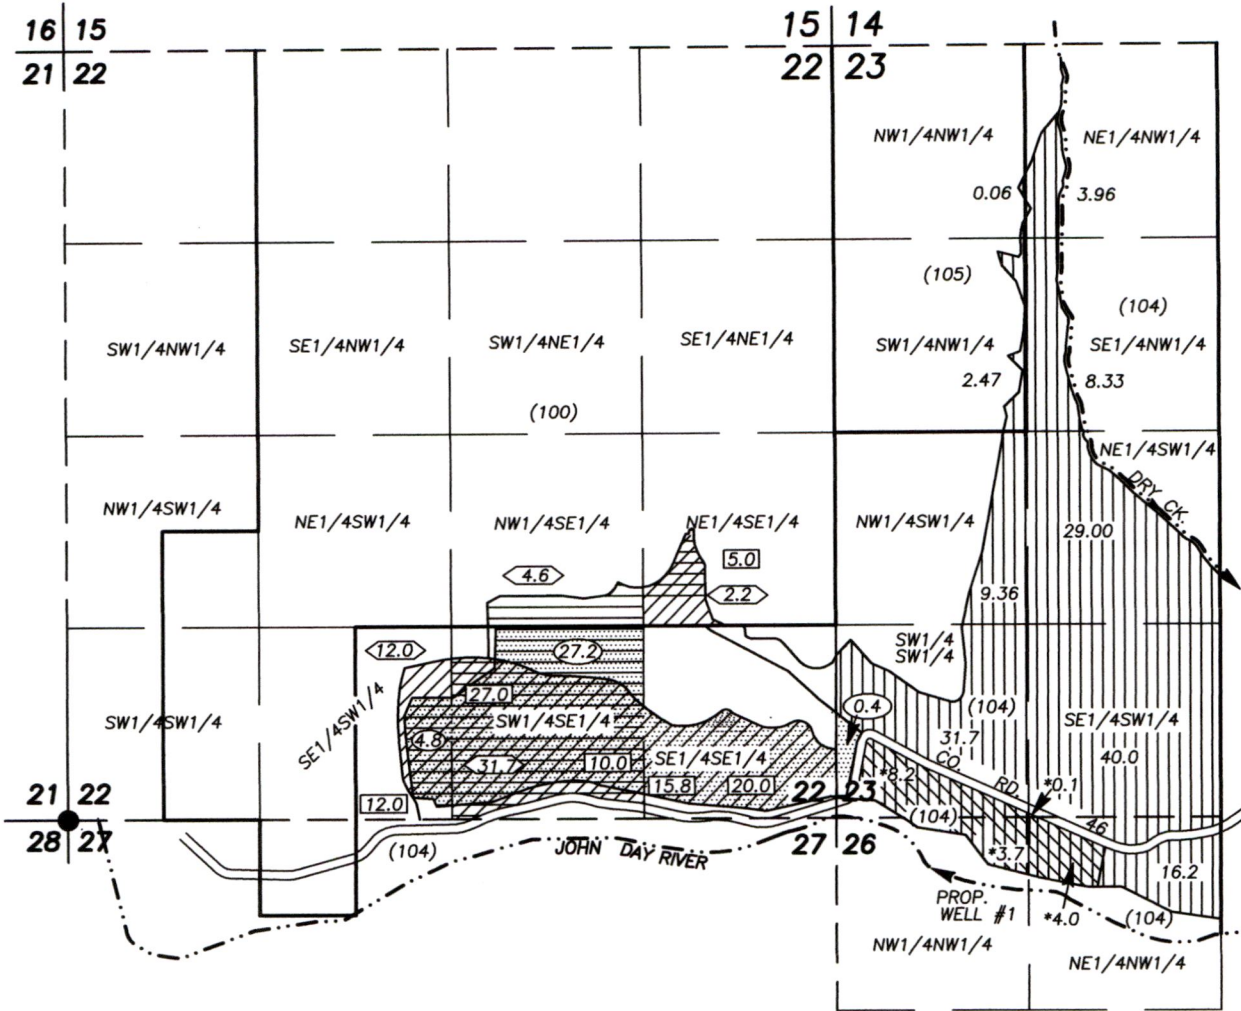 16 15
15 14
21 22
22 23
NW1/4NW1/4
NE1/4NW1/4
0.06
3.96
(105)
(104)
SW1/4NW1/4
SE1/4NW1/4
SW1/4NE1/4
SE1/4NE1/4
SW1/4NW1/4
SE1/4NW1/4
2.47
8.33
(100)
NE1/4SW1/4
DRY CK.
NW1/4SW1/4
NE1/4SW1/4
NW1/4SE1/4
NE1/4SE1/4
NW1/4SW1/4
29.00
5.0
4.6
2.2
9.36
12.0
27.2
SW1/4
SW1/4
27.0
0.4
(104)
SE1/4SW1/4
SW1/4SW1/4
SW1/4SE1/4
SE1/4SW1/4
4.8
31.7
31.7
10.0
SE1/4SE1/4
CO. RD.
40.0
15.8
20.0
*8.2
*0.1
21 22
12.0
22 23
(104)
46
28 27
(104)
JOHN DAY RIVER
27 26
*3.7
16.2
PROP.
WELL #1
*4.0
(104)
NW1/4NW1/4
NE1/4NW1/4